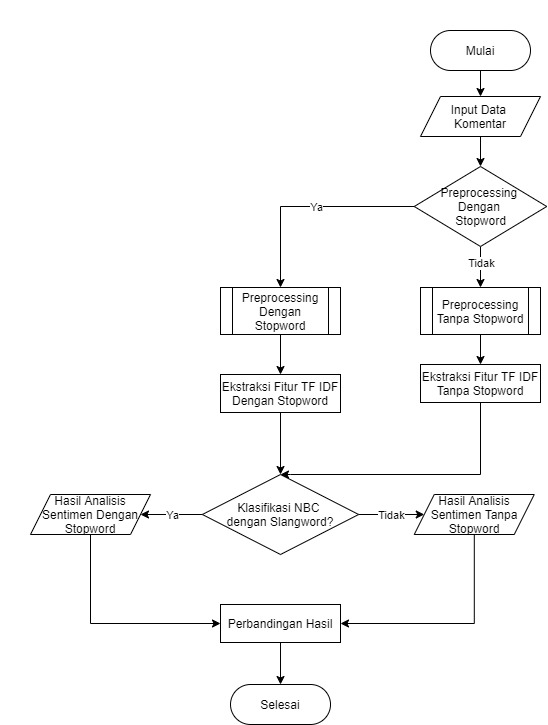 Mulai
Input Data
Komentar
Preprocessing
Dengan
Stopword
Ya
Tidak
Preprocessing
Dengan
Stopword
Preprocessing
Tanpa Stopword
Ekstraksi Fitur TF IDF
Dengan Stopword
Ekstraksi Fitur TF IDF
Tanpa Stopword
Klasifikasi NBC
dengan Slangword?
Ya
Tidak
Hasil Analisis
Sentimen Dengan
Stopword
Hasil Analisis
Sentimen Tanpa
Stopword
Perbandingan Hasil
Selesai